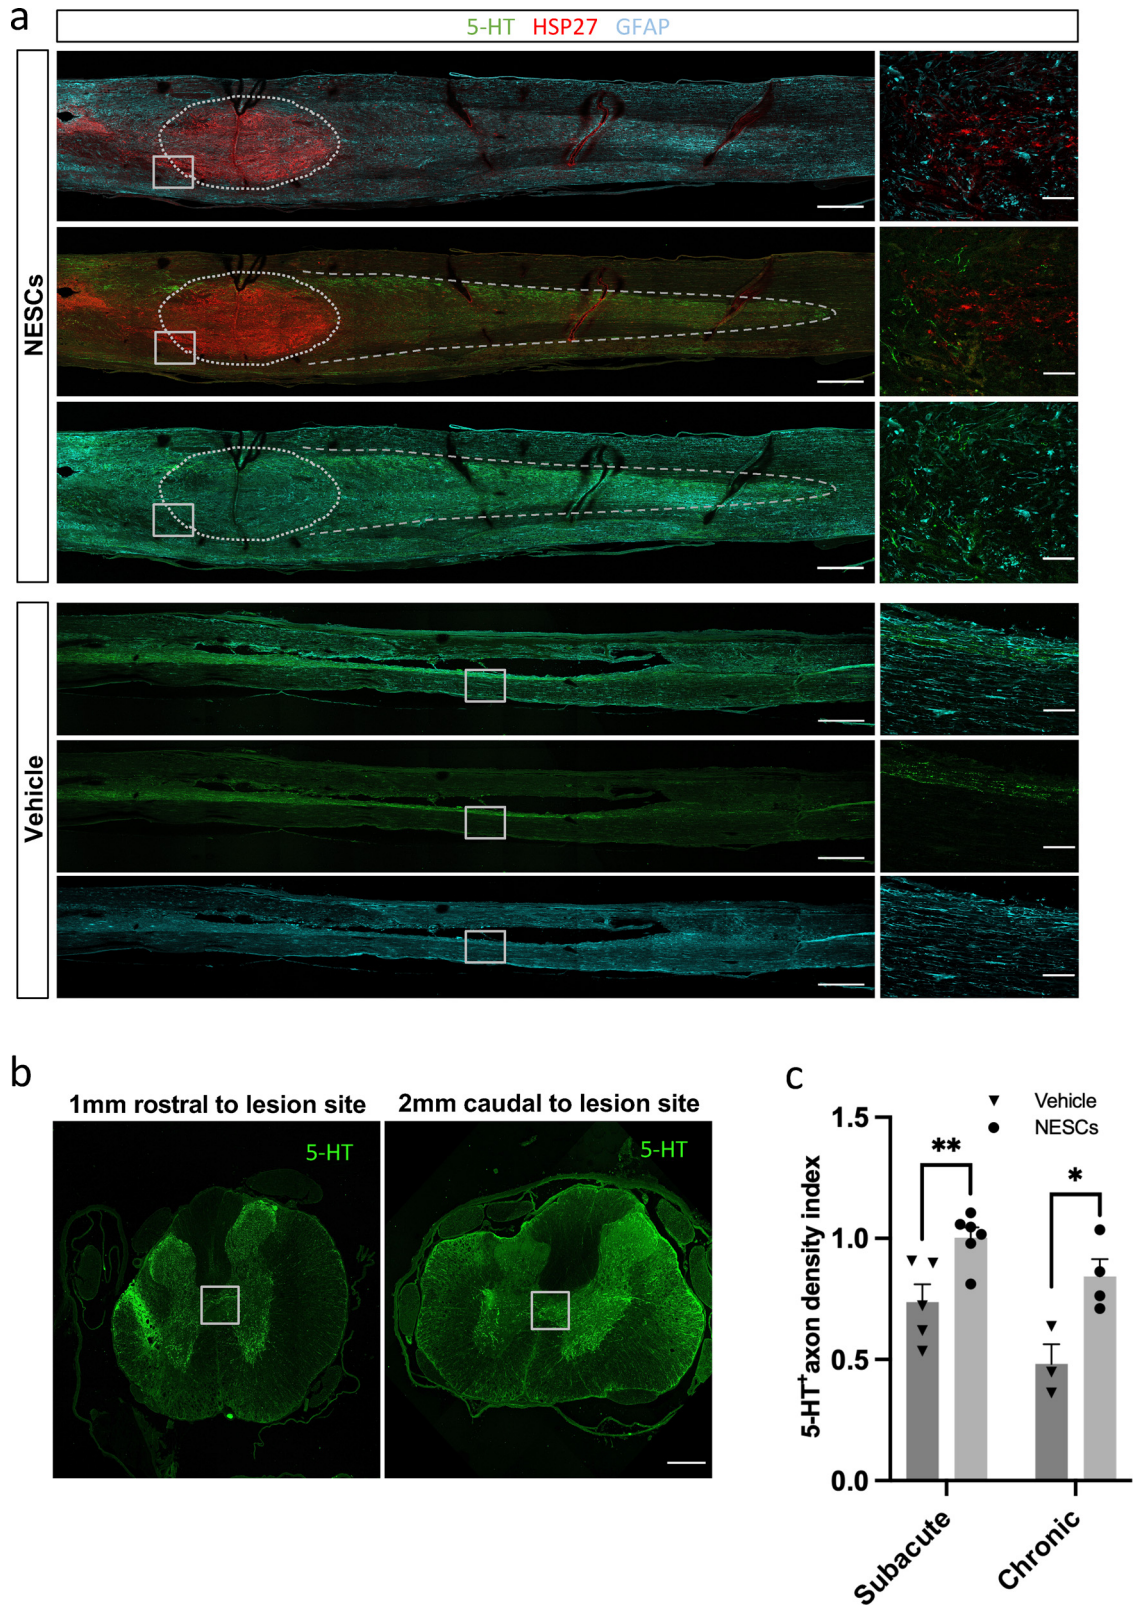 a
5-HT HSP27 GFAP
NESCs
Vehicle
b
1mm rostral to lesion site
2mm caudal to lesion site
5-HT
5-HT
c
Vehicle
NESCs
5-HT⁺axon density index
1.5
1.0
0.5
0.0
**
*
Subacute
Chronic